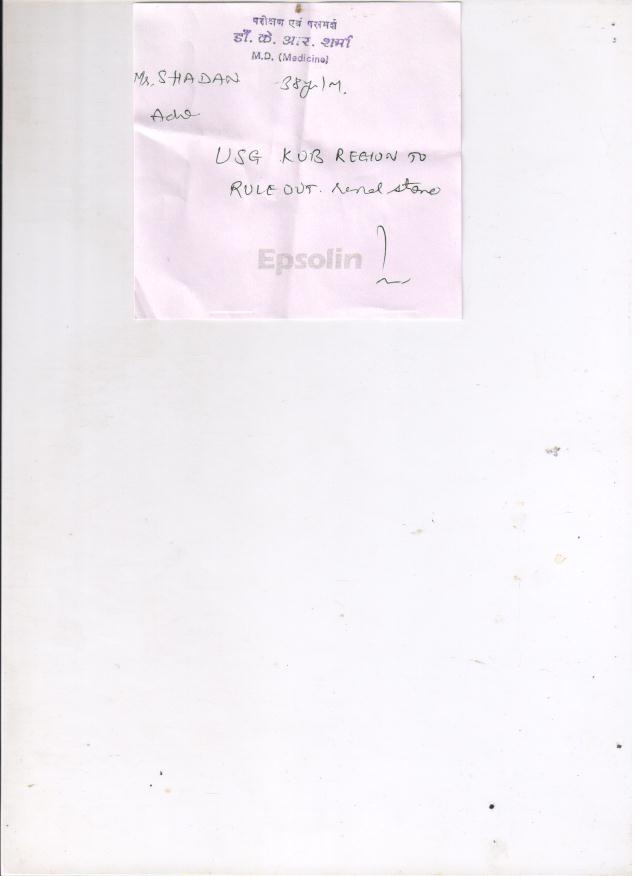 परीक्षण एवं परामर्श
डॉ. के. आर. शर्मा
M.D. (Medicine)
Mr. SHADAN 38yr/M.
Adv
USG KUB REGION TO
RULE OUT. renal stone
Epsolin